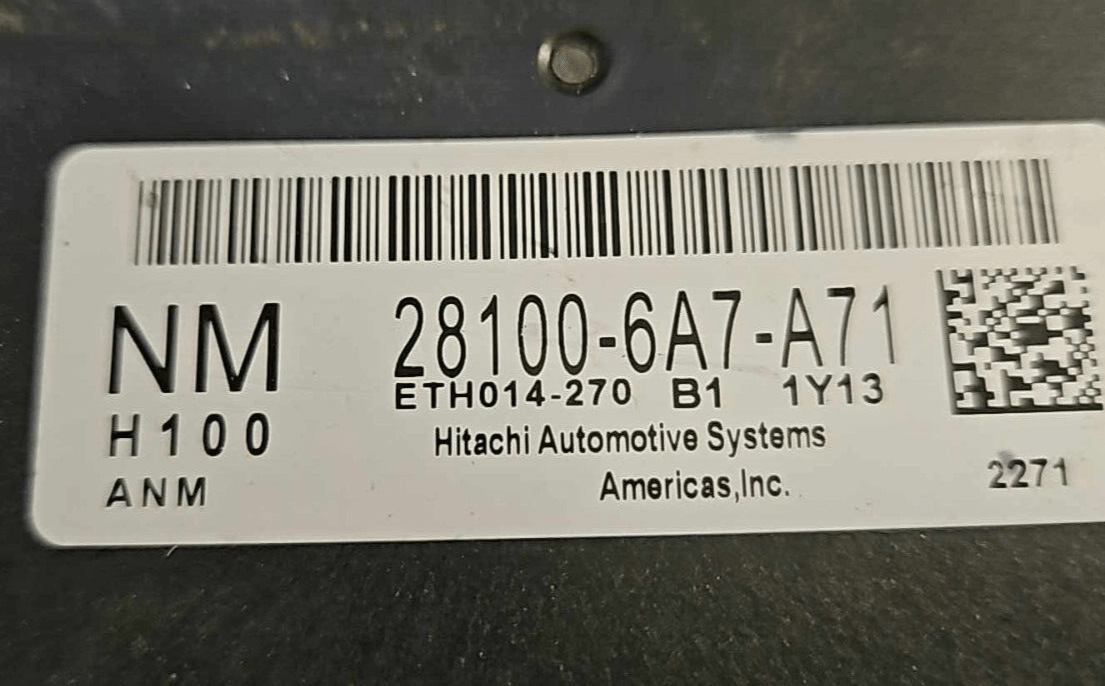 NM 28100-6A7-A71
ETH014-270 B1 1Y13
H100 Hitachi Automotive Systems
ANM Americas,Inc. 2271